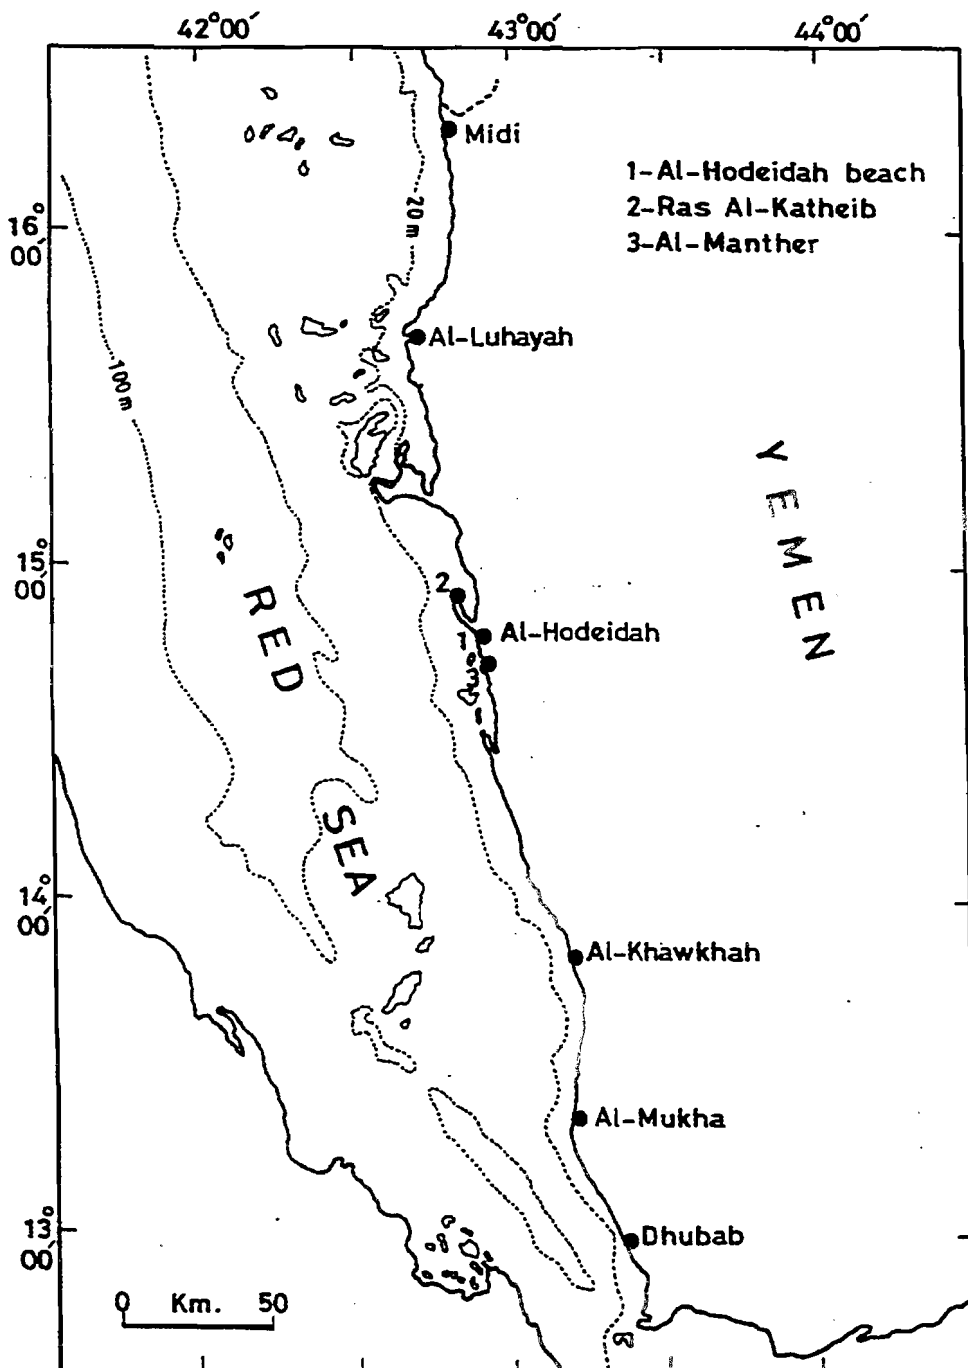 42°00′ 43°00′ 44°00′
Midi
1-Al-Hodeidah beach
2-Ras Al-Katheib
3-Al-Manther
20 m
16°
00′
Al-Luhayah
100 m
YEMEN
15°
00′
2
RED
Al-Hodeidah
1
3
SEA
14°
00′
Al-Khawkhah
Al-Mukha
13°
00′
Dhubab
0 Km. 50